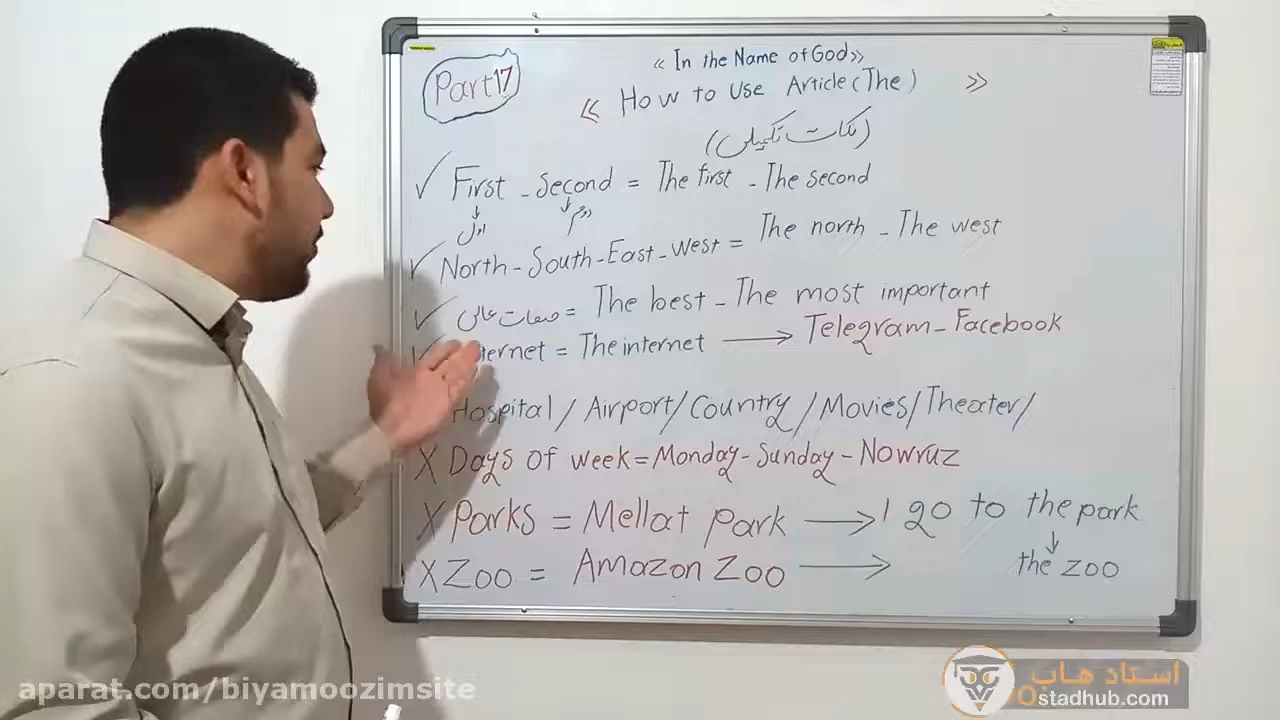 Part 17
« In the Name of God »
« How to Use Article (The) »
(نکات تکمیلی)
✓ First - Second = The first - The second
اول دوم
✓ North - South - East - West = The north - The west
✓ صفات عالی = The best - The most important
✓ ternet = The internet → Telegram - Facebook
Hospital / Airport / Country / Movies / Theater /
X Days of week = Monday - Sunday - Nowruz
X Parks = Mellat park → I go to the park
X Zoo = Amazon Zoo → the zoo
aparat.com/biyamoozimsite
استاد هاب
stadhub.com